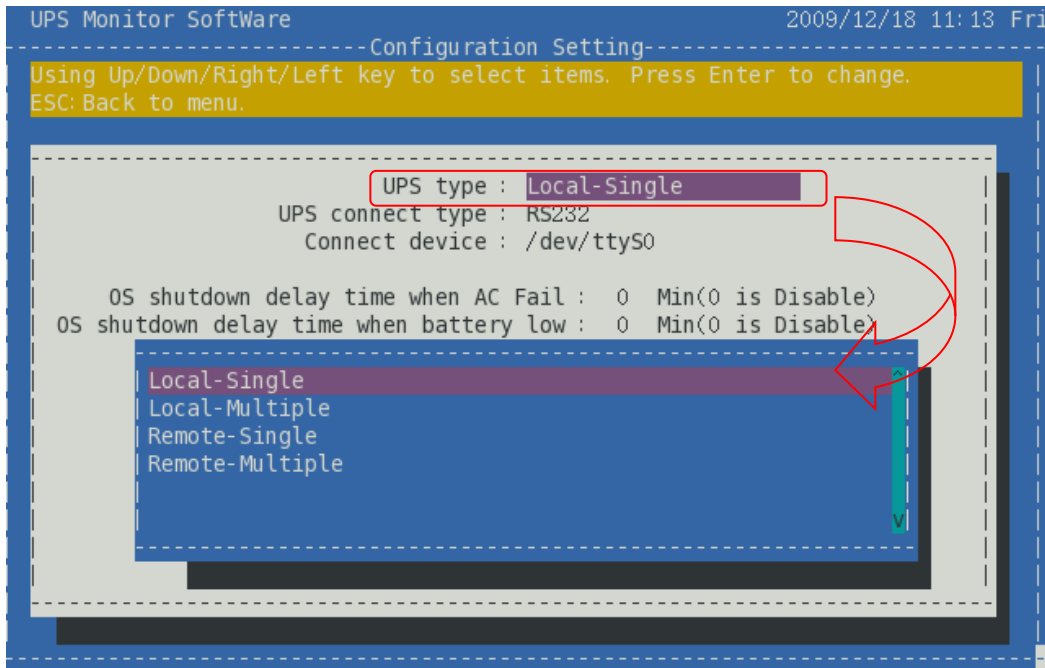 UPS Monitor SoftWare 2009/12/18 11:13 Fri
Configuration Setting
Using Up/Down/Right/Left key to select items. Press Enter to change.
ESC:Back to menu.
UPS type : Local-Single
UPS connect type : RS232
Connect device : /dev/ttyS0
OS shutdown delay time when AC Fail : 0 Min(0 is Disable)
OS shutdown delay time when battery low : 0 Min(0 is Disable)
Local-Single
Local-Multiple
Remote-Single
Remote-Multiple